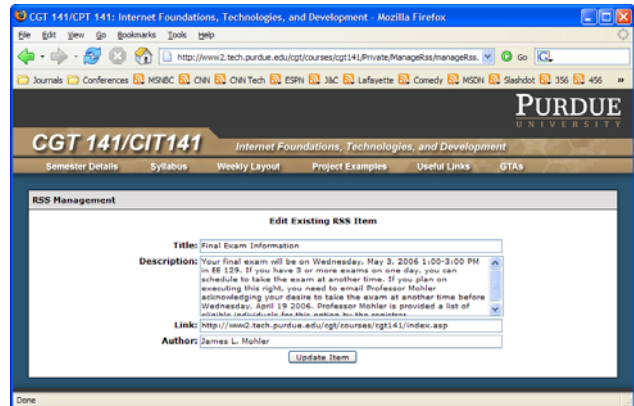 CGT 141/CPT 141: Internet Foundations, Technologies, and Development - Mozilla Firefox
File Edit View Go Bookmarks Tools Help
http://www2.tech.purdue.edu/cgt/courses/cgt141/Private/ManageRss/manageRss. Go
Journals Conferences MSNBC CNN CNN Tech ESPN J&C Lafayette Comedy MSDN Slashdot 356 456 »
PURDUE
UNIVERSITY
CGT 141/CIT141 Internet Foundations, Technologies, and Development
Semester Details Syllabus Weekly Layout Project Examples Useful Links GTAs
RSS Management
Edit Existing RSS Item
Title: Final Exam Information
Description: Your final exam will be on Wednesday, May 3, 2006 1:00-3:00 PM
in EE 129. If you have 3 or more exams on one day, you can
schedule to take the exam at another time. If you plan on
executing this right, you need to email Professor Mohler
acknowledging your desire to take the exam at another time before
Wednesday, April 19 2006. Professor Mohler is provided a list of
eligible individuals for this option by the registrar.
Link: http://www2.tech.purdue.edu/cgt/courses/cgt141/index.asp
Author: James L. Mohler
Update Item
Done